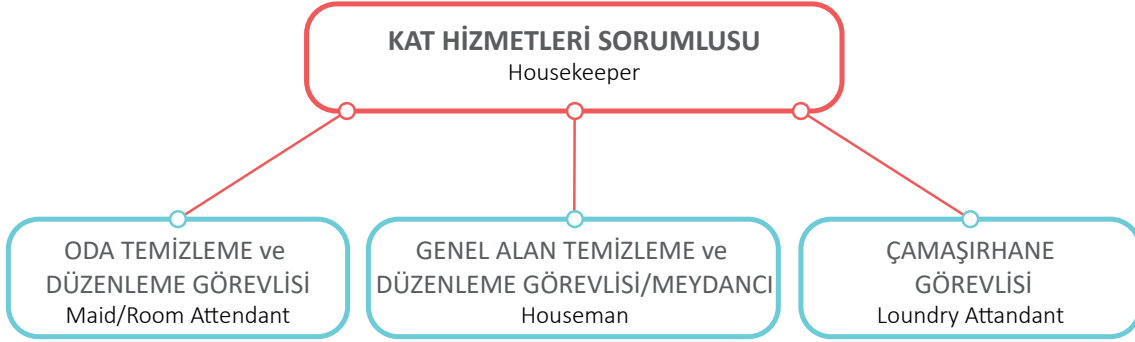 KAT HİZMETLERİ SORUMLUSU
Housekeeper
ODA TEMİZLEME ve
DÜZENLEME GÖREVLİSİ
Maid/Room Attendant
GENEL ALAN TEMİZLEME ve
DÜZENLEME GÖREVLİSİ/MEYDANCI
Houseman
ÇAMAŞIRHANE
GÖREVLİSİ
Loundry Attandant